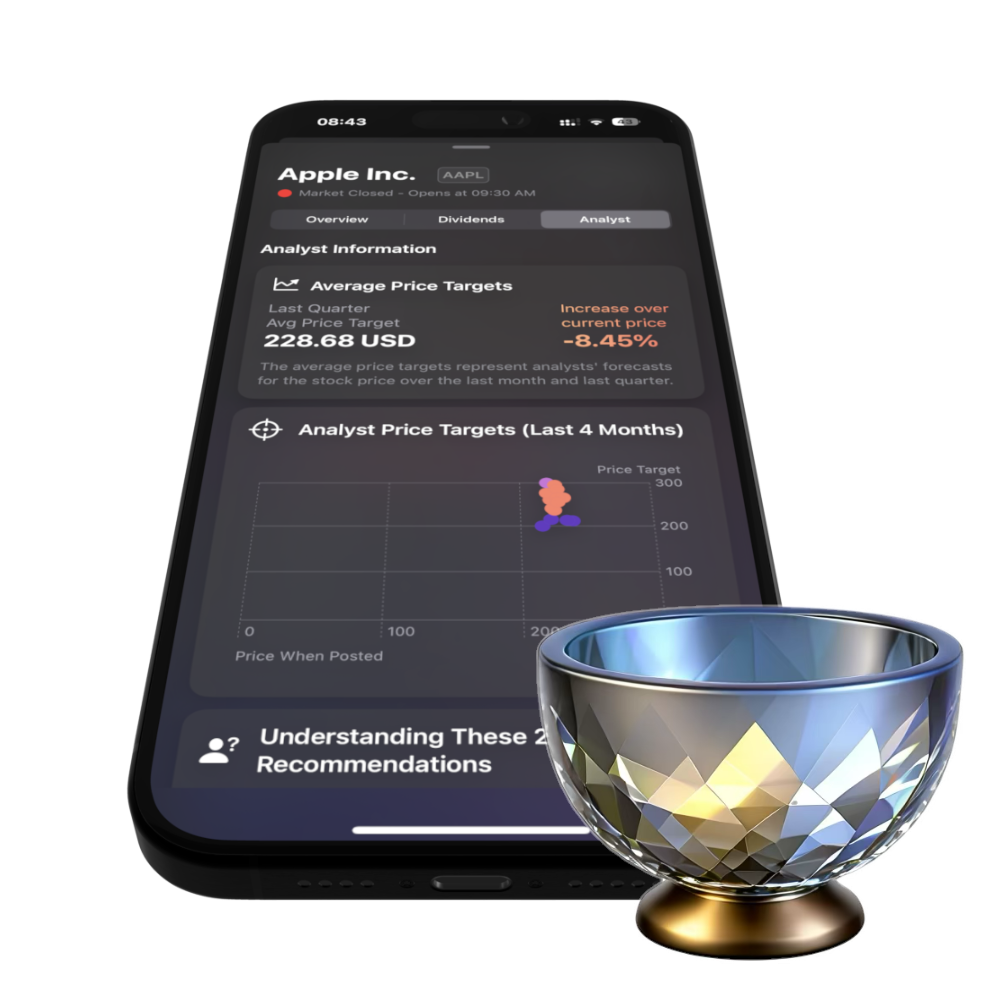 08:43
43
Apple Inc. AAPL
Market Closed - Opens at 09:30 AM
Overview Dividends Analyst
Analyst Information
Average Price Targets
Last Quarter
Avg Price Target
228.68 USD
Increase over
current price
-8.45%
The average price targets represent analysts' forecasts
for the stock price over the last month and last quarter.
Analyst Price Targets (Last 4 Months)
Price Target
300
200
100
0 100 200
Price When Posted
?
Understanding These 2
Recommendations